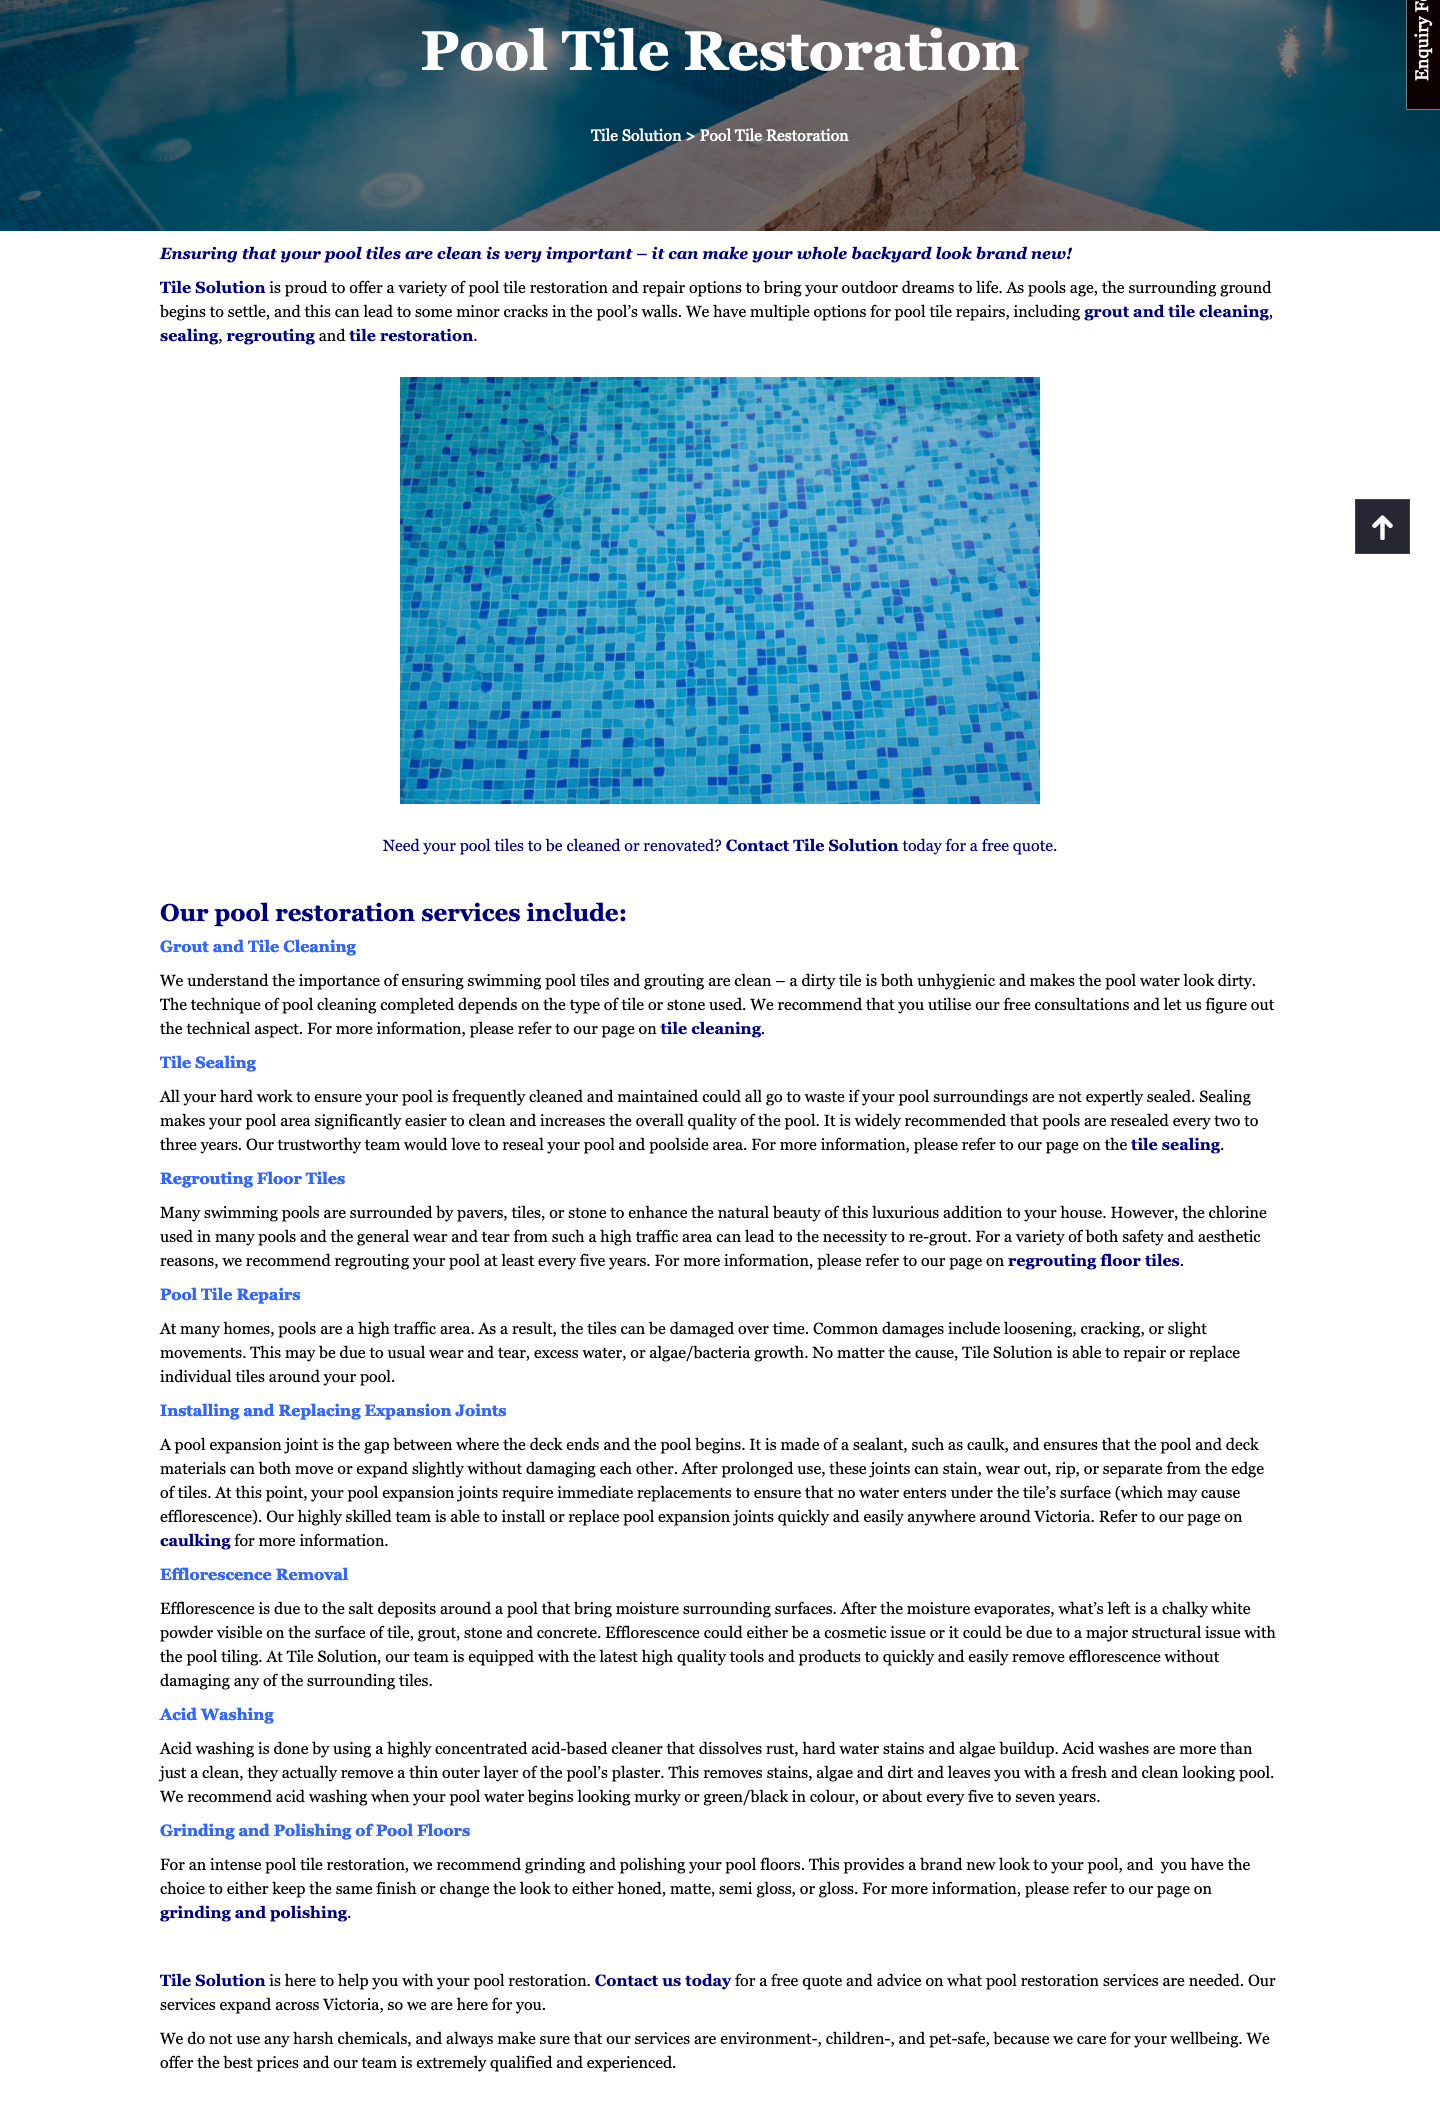 Pool Tile Restoration
Enquiry F
Tile Solution > Pool Tile Restoration
Ensuring that your pool tiles are clean is very important – it can make your whole backyard look brand new!
Tile Solution is proud to offer a variety of pool tile restoration and repair options to bring your outdoor dreams to life. As pools age, the surrounding ground
begins to settle, and this can lead to some minor cracks in the pool’s walls. We have multiple options for pool tile repairs, including grout and tile cleaning,
sealing, regrouting and tile restoration.
Need your pool tiles to be cleaned or renovated? Contact Tile Solution today for a free quote.
Our pool restoration services include:
Grout and Tile Cleaning
We understand the importance of ensuring swimming pool tiles and grouting are clean – a dirty tile is both unhygienic and makes the pool water look dirty.
The technique of pool cleaning completed depends on the type of tile or stone used. We recommend that you utilise our free consultations and let us figure out
the technical aspect. For more information, please refer to our page on tile cleaning.
Tile Sealing
All your hard work to ensure your pool is frequently cleaned and maintained could all go to waste if your pool surroundings are not expertly sealed. Sealing
makes your pool area significantly easier to clean and increases the overall quality of the pool. It is widely recommended that pools are resealed every two to
three years. Our trustworthy team would love to reseal your pool and poolside area. For more information, please refer to our page on the tile sealing.
Regrouting Floor Tiles
Many swimming pools are surrounded by pavers, tiles, or stone to enhance the natural beauty of this luxurious addition to your house. However, the chlorine
used in many pools and the general wear and tear from such a high traffic area can lead to the necessity to re-grout. For a variety of both safety and aesthetic
reasons, we recommend regrouting your pool at least every five years. For more information, please refer to our page on regrouting floor tiles.
Pool Tile Repairs
At many homes, pools are a high traffic area. As a result, the tiles can be damaged over time. Common damages include loosening, cracking, or slight
movements. This may be due to usual wear and tear, excess water, or algae/bacteria growth. No matter the cause, Tile Solution is able to repair or replace
individual tiles around your pool.
Installing and Replacing Expansion Joints
A pool expansion joint is the gap between where the deck ends and the pool begins. It is made of a sealant, such as caulk, and ensures that the pool and deck
materials can both move or expand slightly without damaging each other. After prolonged use, these joints can stain, wear out, rip, or separate from the edge
of tiles. At this point, your pool expansion joints require immediate replacements to ensure that no water enters under the tile’s surface (which may cause
efflorescence). Our highly skilled team is able to install or replace pool expansion joints quickly and easily anywhere around Victoria. Refer to our page on
caulking for more information.
Efflorescence Removal
Efflorescence is due to the salt deposits around a pool that bring moisture surrounding surfaces. After the moisture evaporates, what’s left is a chalky white
powder visible on the surface of tile, grout, stone and concrete. Efflorescence could either be a cosmetic issue or it could be due to a major structural issue with
the pool tiling. At Tile Solution, our team is equipped with the latest high quality tools and products to quickly and easily remove efflorescence without
damaging any of the surrounding tiles.
Acid Washing
Acid washing is done by using a highly concentrated acid-based cleaner that dissolves rust, hard water stains and algae buildup. Acid washes are more than
just a clean, they actually remove a thin outer layer of the pool’s plaster. This removes stains, algae and dirt and leaves you with a fresh and clean looking pool.
We recommend acid washing when your pool water begins looking murky or green/black in colour, or about every five to seven years.
Grinding and Polishing of Pool Floors
For an intense pool tile restoration, we recommend grinding and polishing your pool floors. This provides a brand new look to your pool, and  you have the
choice to either keep the same finish or change the look to either honed, matte, semi gloss, or gloss. For more information, please refer to our page on
grinding and polishing.
Tile Solution is here to help you with your pool restoration. Contact us today for a free quote and advice on what pool restoration services are needed. Our
services expand across Victoria, so we are here for you.
We do not use any harsh chemicals, and always make sure that our services are environment-, children-, and pet-safe, because we care for your wellbeing. We
offer the best prices and our team is extremely qualified and experienced.